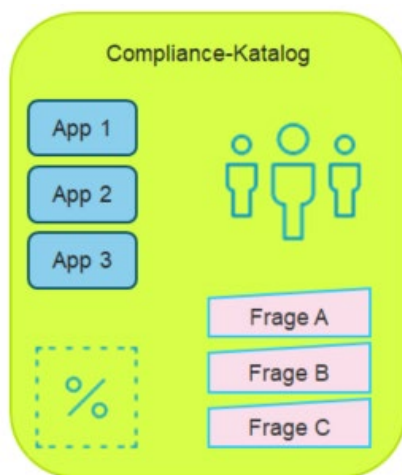 Compliance-Katalog
App 1
App 2
App 3
Frage A
Frage B
Frage C
%